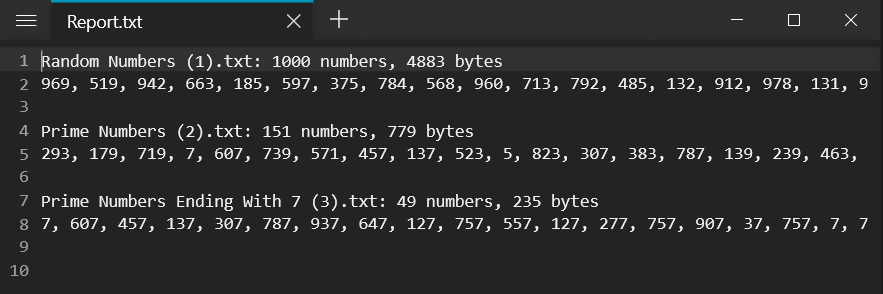 Report.txt
1 Random Numbers (1).txt: 1000 numbers, 4883 bytes
2 969, 519, 942, 663, 185, 597, 375, 784, 568, 960, 713, 792, 485, 132, 912, 978, 131, 9
3
4 Prime Numbers (2).txt: 151 numbers, 779 bytes
5 293, 179, 719, 7, 607, 739, 571, 457, 137, 523, 5, 823, 307, 383, 787, 139, 239, 463,
6
7 Prime Numbers Ending With 7 (3).txt: 49 numbers, 235 bytes
8 7, 607, 457, 137, 307, 787, 937, 647, 127, 757, 557, 127, 277, 757, 907, 37, 757, 7, 7
9
10